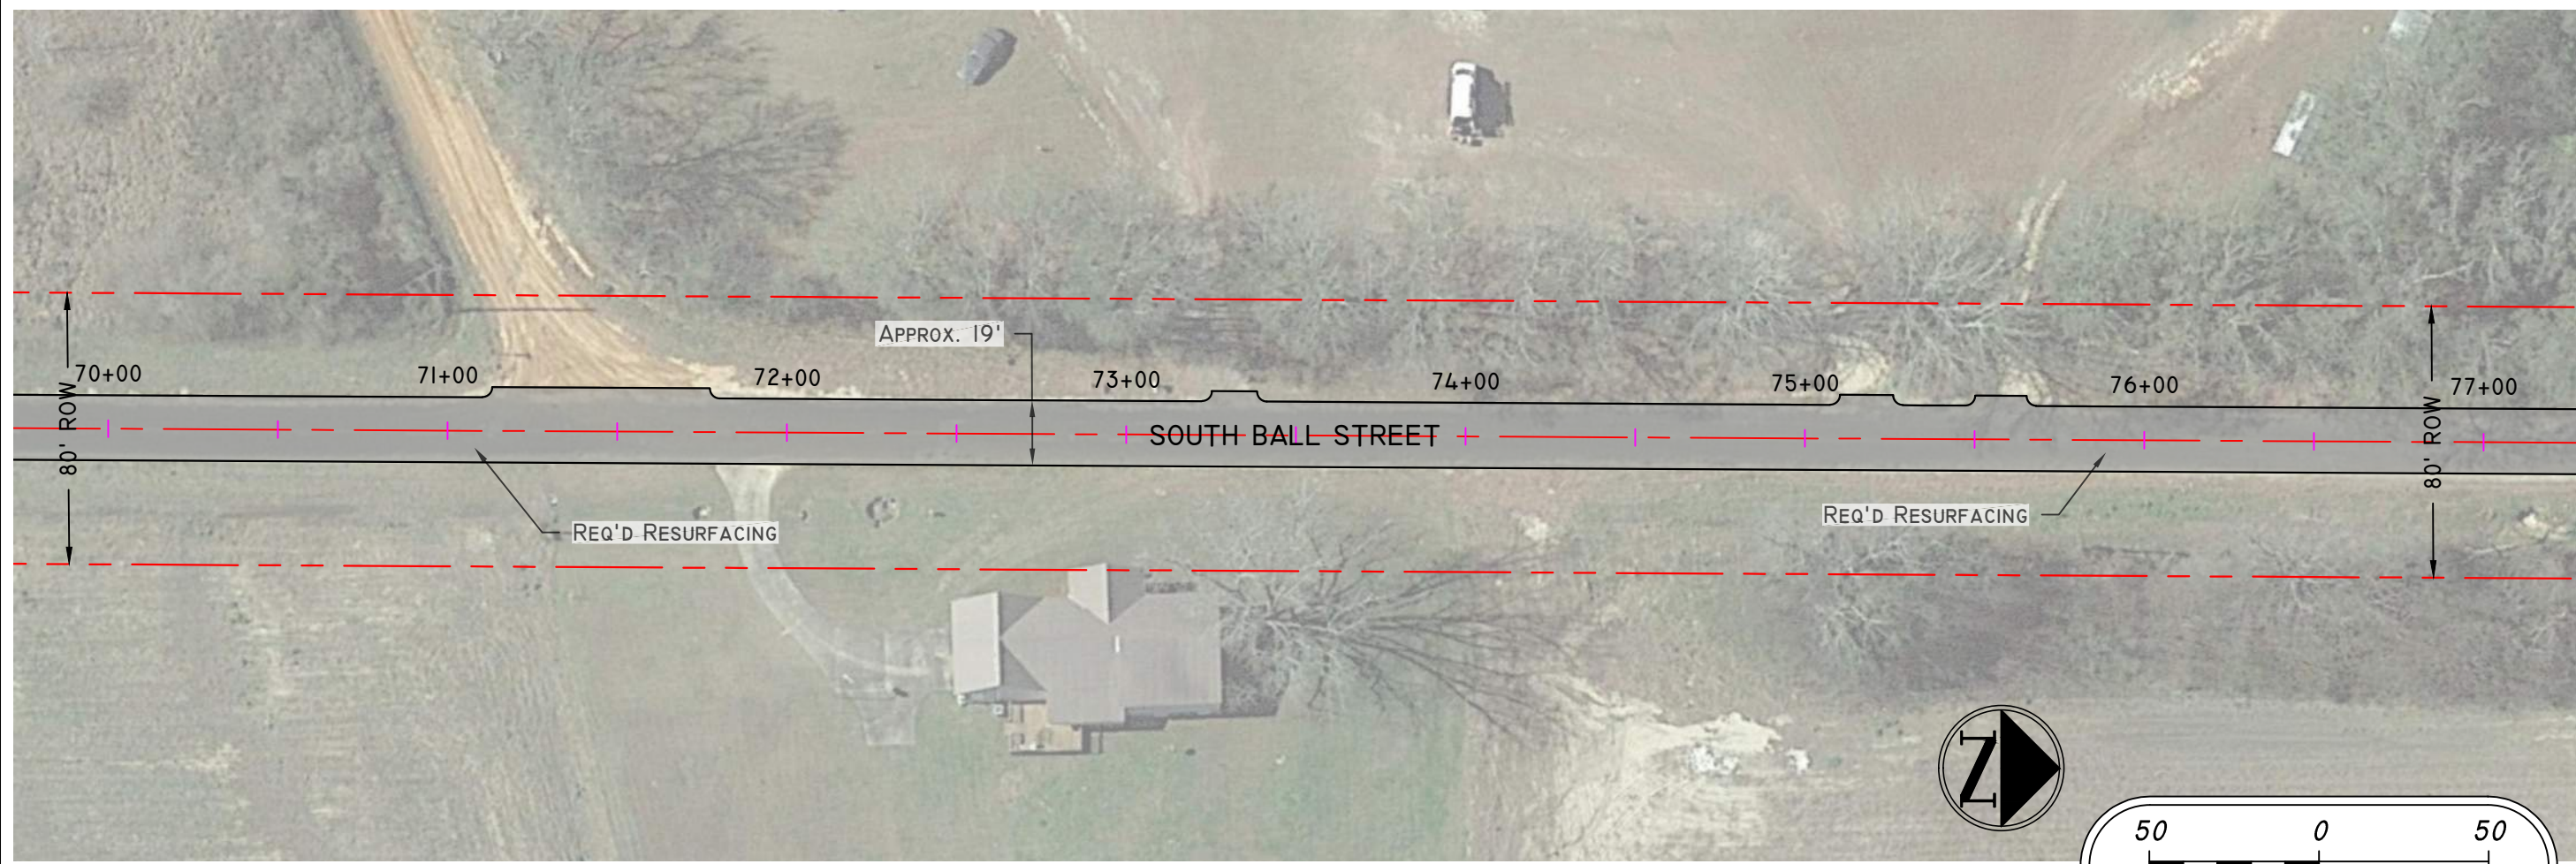 APPROX. 19'
70+00 71+00 72+00 73+00 74+00 75+00 76+00 77+00
80' ROW
SOUTH BALL STREET
80' ROW
REQ'D RESURFACING
REQ'D RESURFACING
N
50 0 50